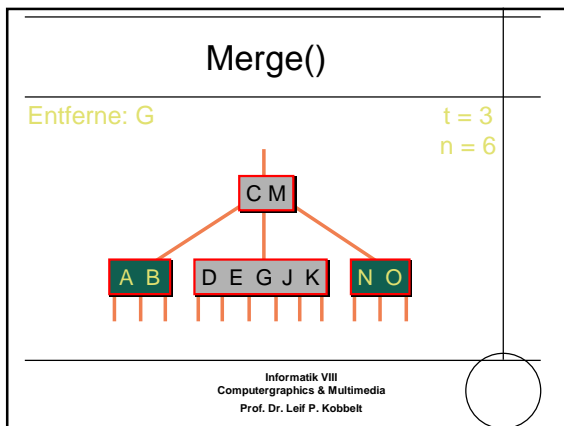 Merge()
Entferne: G
t = 3
n = 6
C M
A B
D E G J K
N O
Informatik VIII
Computergraphics & Multimedia
Prof. Dr. Leif P. Kobbelt